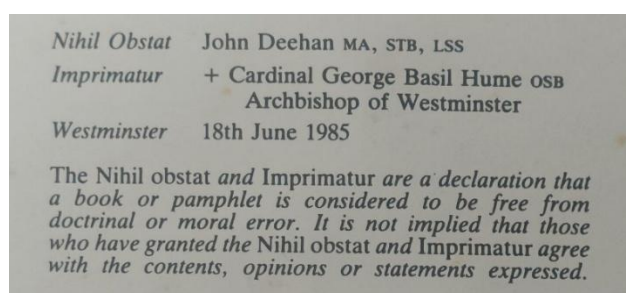 Nihil Obstat John Deehan MA, STB, LSS
Imprimatur + Cardinal George Basil Hume OSB
Archbishop of Westminster
Westminster 18th June 1985
The Nihil obstat and Imprimatur are a declaration that
a book or pamphlet is considered to be free from
doctrinal or moral error. It is not implied that those
who have granted the Nihil obstat and Imprimatur agree
with the contents, opinions or statements expressed.